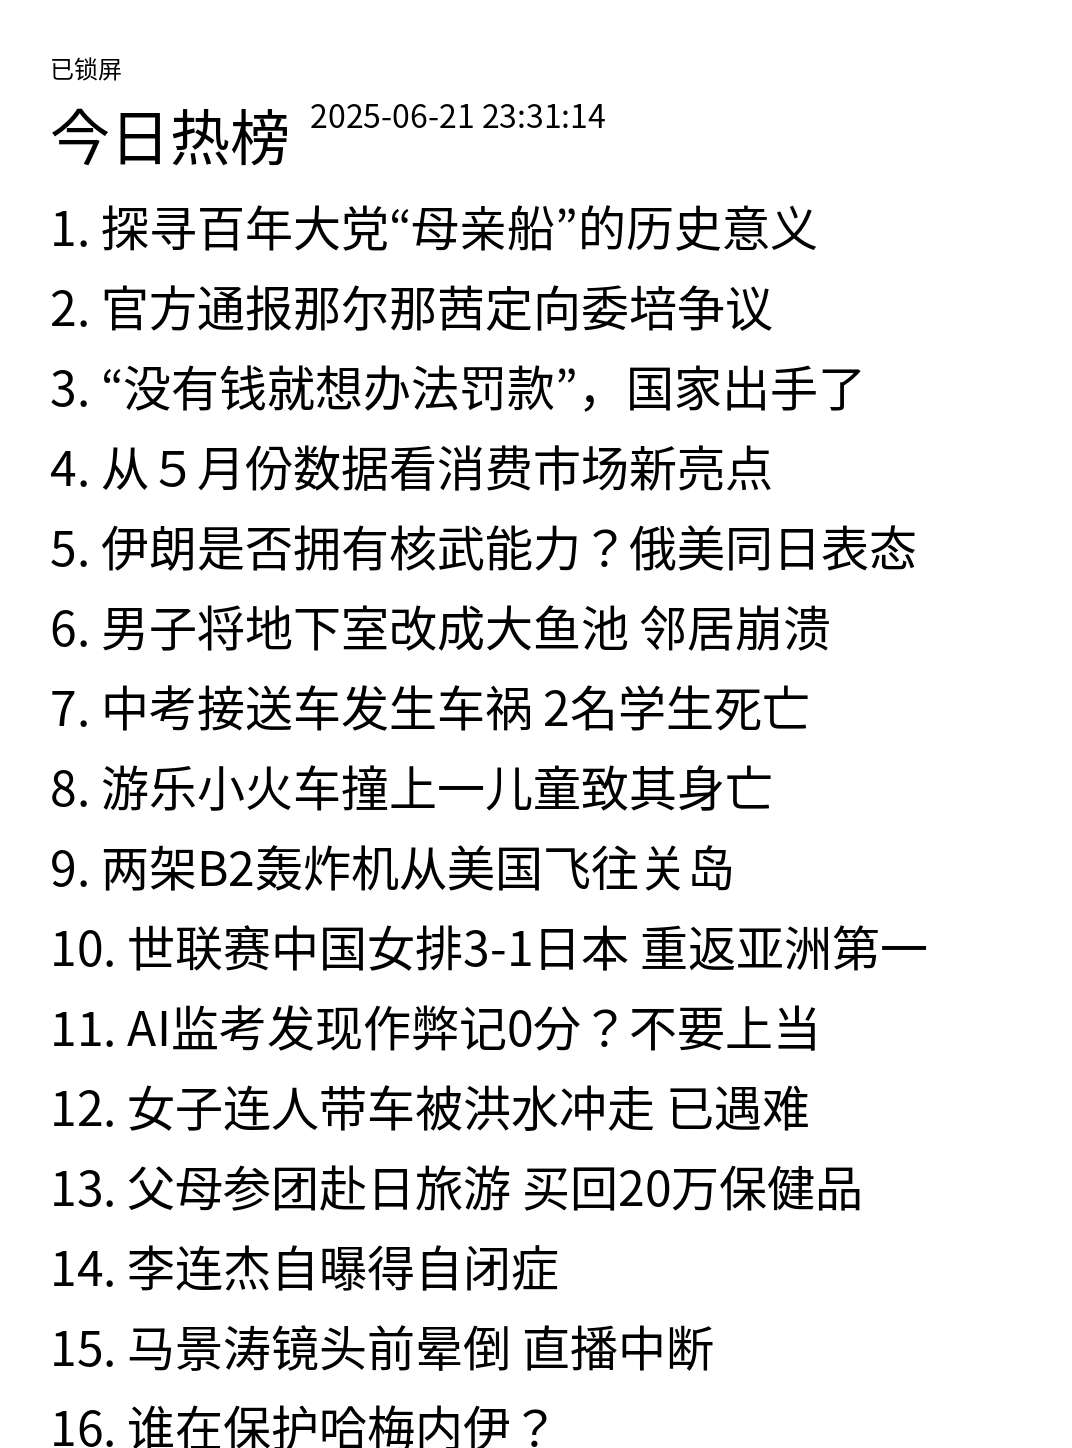 已锁屏
今日热榜 2025-06-21 23:31:14
1. 探寻百年大党“母亲船”的历史意义
2. 官方通报那尔那茜定向委培争议
3. “没有钱就想办法罚款”，国家出手了
4. 从５月份数据看消费市场新亮点
5. 伊朗是否拥有核武能力？俄美同日表态
6. 男子将地下室改成大鱼池 邻居崩溃
7. 中考接送车发生车祸 2名学生死亡
8. 游乐小火车撞上一儿童致其身亡
9. 两架B2轰炸机从美国飞往关岛
10. 世联赛中国女排3-1日本 重返亚洲第一
11. AI监考发现作弊记0分？不要上当
12. 女子连人带车被洪水冲走 已遇难
13. 父母参团赴日旅游 买回20万保健品
14. 李连杰自曝得自闭症
15. 马景涛镜头前晕倒 直播中断
16. 谁在保护哈梅内伊？